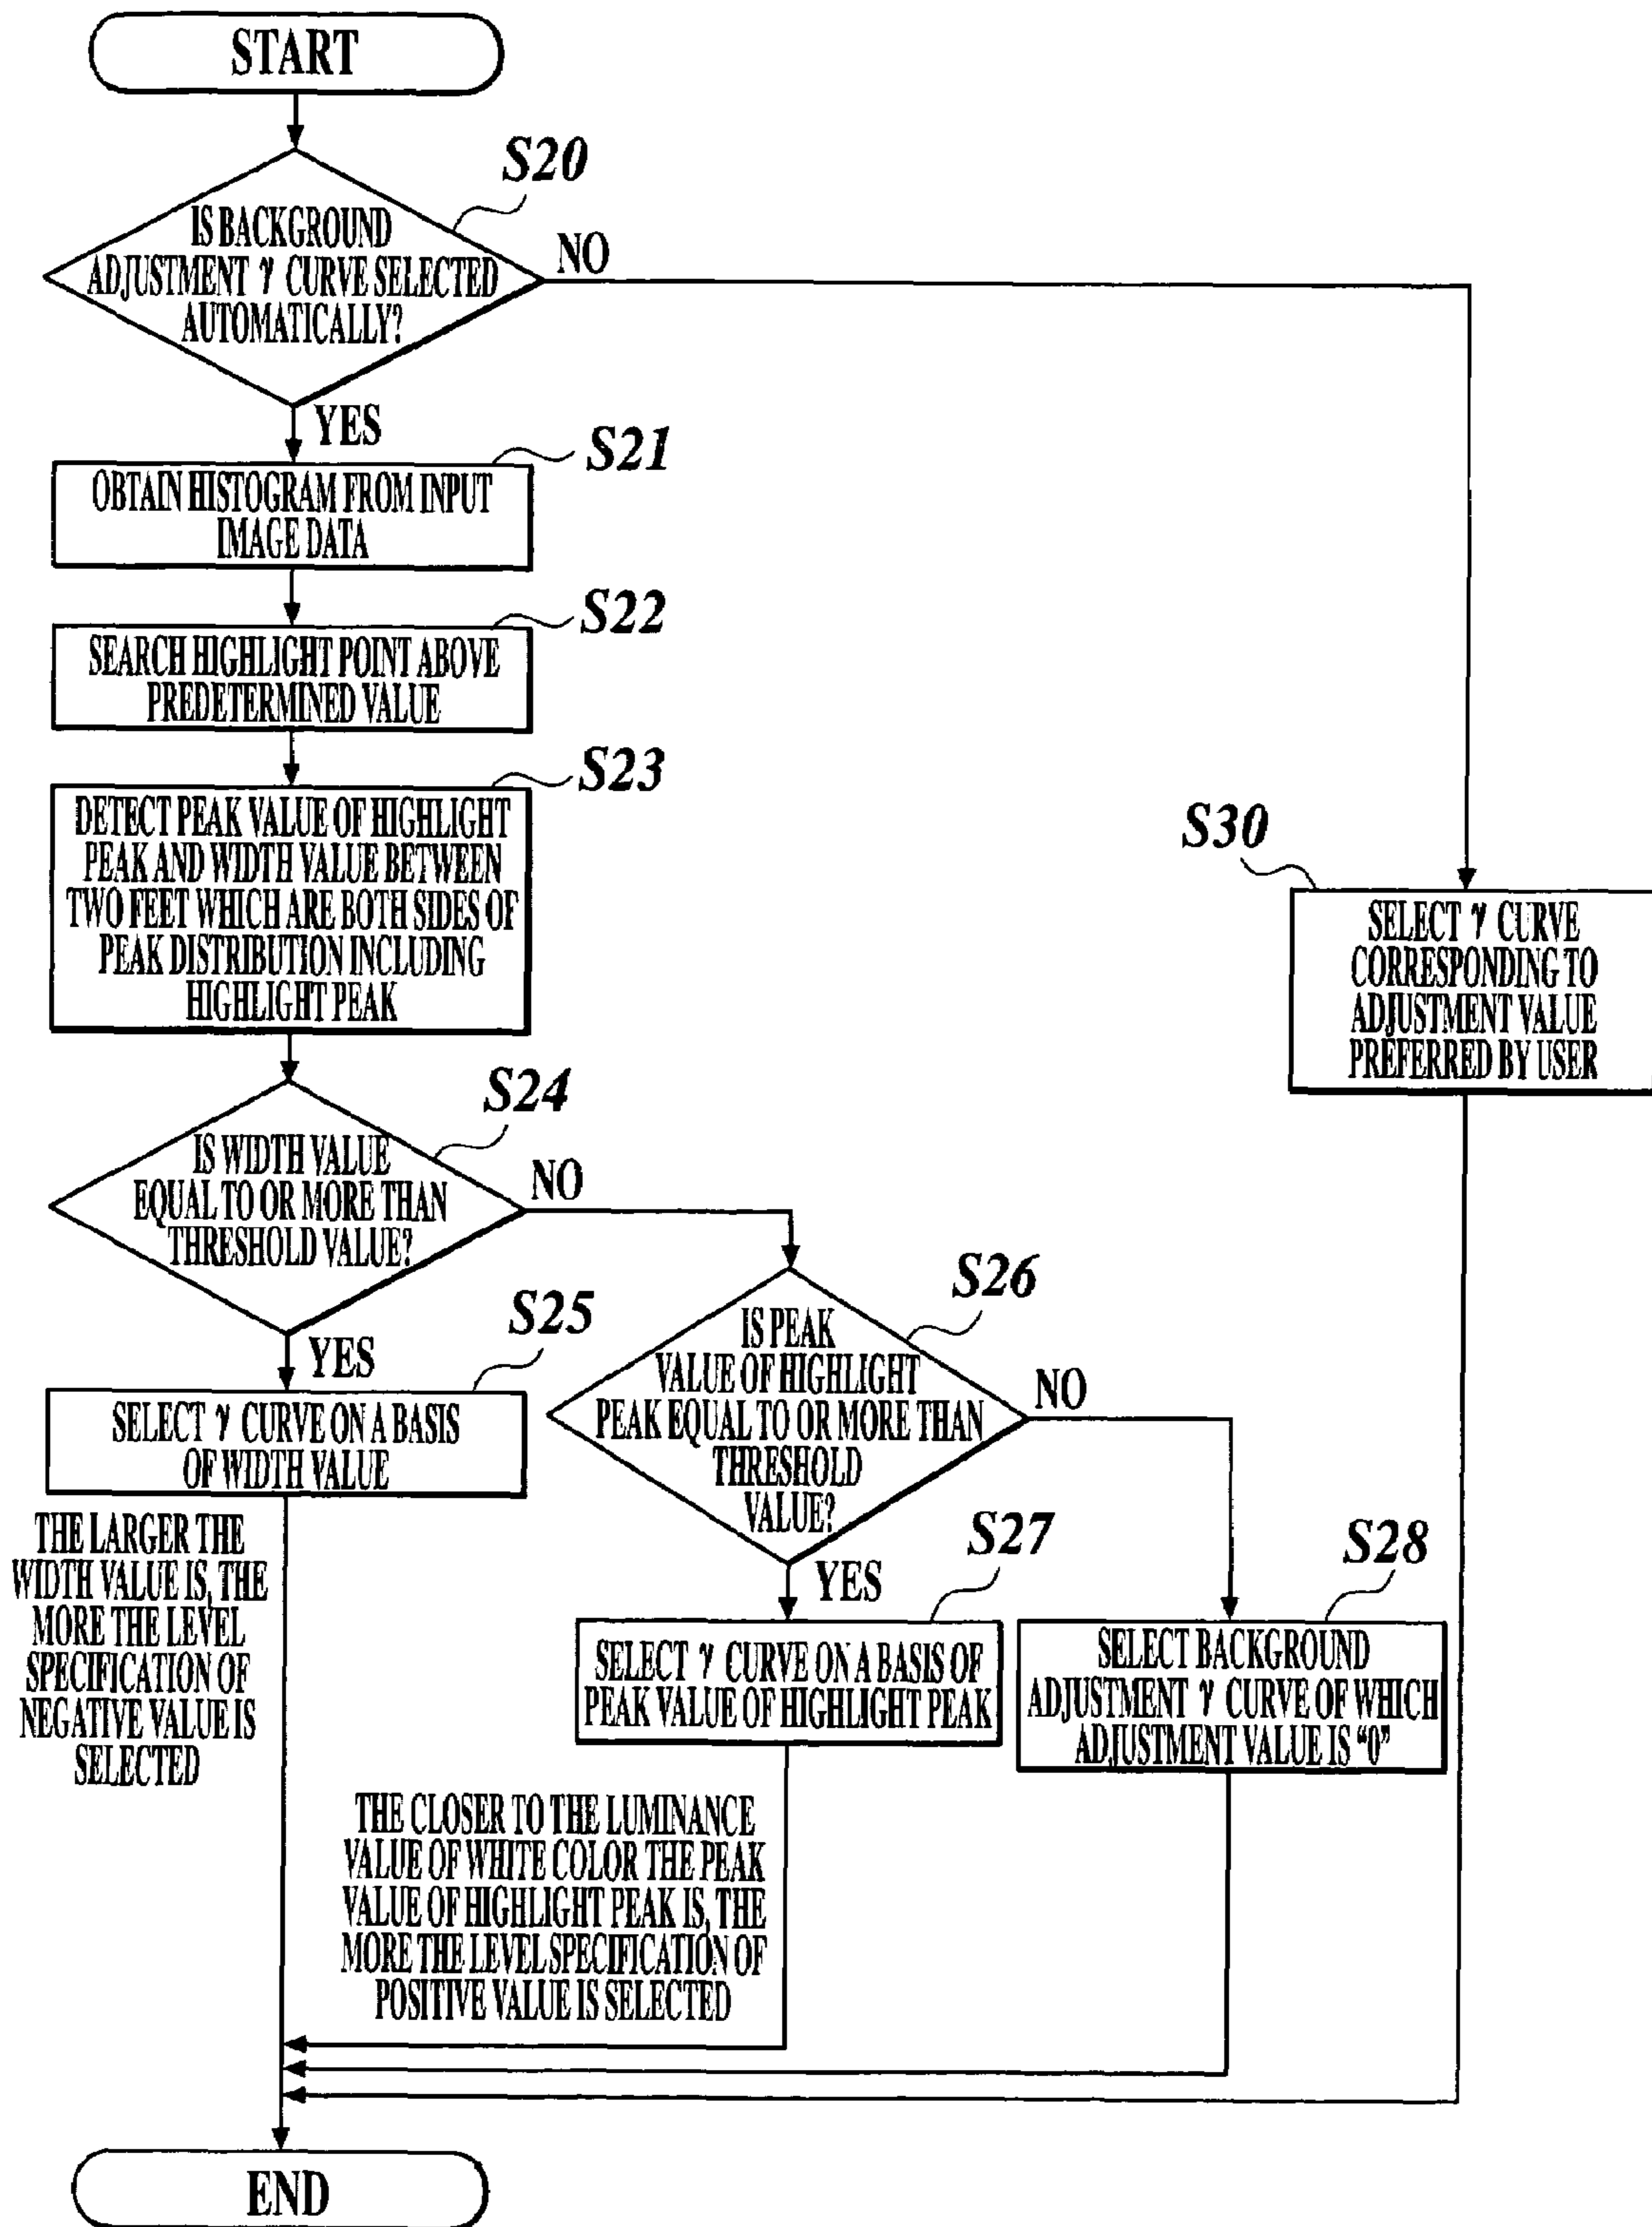 START
S20
IS BACKGROUND
ADJUSTMENT γ CURVE SELECTED
AUTOMATICALLY?
NO
YES
S21
OBTAIN HISTOGRAM FROM INPUT
IMAGE DATA
S22
SEARCH HIGHLIGHT POINT ABOVE
PREDETERMINED VALUE
S23
DETECT PEAK VALUE OF HIGHLIGHT
PEAK AND WIDTH VALUE BETWEEN
TWO FEET WHICH ARE BOTH SIDES OF
PEAK DISTRIBUTION INCLUDING
HIGHLIGHT PEAK
S30
SELECT γ CURVE
CORRESPONDING TO
ADJUSTMENT VALUE
PREFERRED BY USER
S24
IS WIDTH VALUE
EQUAL TO OR MORE THAN
THRESHOLD VALUE?
NO
YES
S25
SELECT γ CURVE ON A BASIS
OF WIDTH VALUE
THE LARGER THE
WIDTH VALUE IS, THE
MORE THE LEVEL
SPECIFICATION OF
NEGATIVE VALUE IS
SELECTED
S26
IS PEAK
VALUE OF HIGHLIGHT
PEAK EQUAL TO OR MORE THAN
THRESHOLD
VALUE?
NO
YES
S27
SELECT γ CURVE ON A BASIS OF
PEAK VALUE OF HIGHLIGHT PEAK
THE CLOSER TO THE LUMINANCE
VALUE OF WHITE COLOR THE PEAK
VALUE OF HIGHLIGHT PEAK IS, THE
MORE THE LEVEL SPECIFICATION OF
POSITIVE VALUE IS SELECTED
S28
SELECT BACKGROUND
ADJUSTMENT γ CURVE OF WHICH
ADJUSTMENT VALUE IS “0”
END